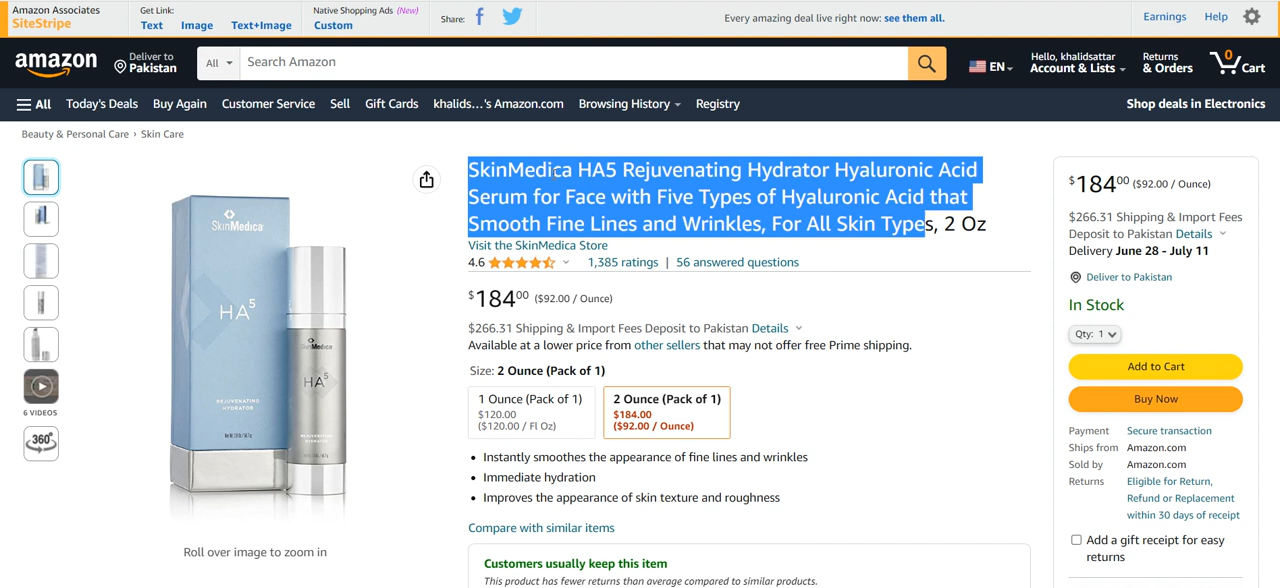 Amazon Associates
SiteStripe
Get Link:
Text Image Text+Image
Native Shopping Ads (New)
Custom
Share:
Every amazing deal live right now: see them all.
Earnings Help
amazon
Deliver to
Pakistan
All
Search Amazon
EN
Hello, khalidsattar
Account & Lists
Returns
& Orders
0
Cart
All Today's Deals Buy Again Customer Service Sell Gift Cards khalids...'s Amazon.com Browsing History Registry
Shop deals in Electronics
Beauty & Personal Care › Skin Care
6 VIDEOS
360°
SkinMedica
HA5
REJUVENATING
HYDRATOR
SkinMedica
HA5
REJUVENATING
HYDRATOR
Roll over image to zoom in
SkinMedica HA5 Rejuvenating Hydrator Hyaluronic Acid
Serum for Face with Five Types of Hyaluronic Acid that
Smooth Fine Lines and Wrinkles, For All Skin Types, 2 Oz
Visit the SkinMedica Store
4.6 1,385 ratings | 56 answered questions
$18400 ($92.00 / Ounce)
$266.31 Shipping & Import Fees Deposit to Pakistan Details
Available at a lower price from other sellers that may not offer free Prime shipping.
Size: 2 Ounce (Pack of 1)
1 Ounce (Pack of 1)
$120.00
($120.00 / Fl Oz)
2 Ounce (Pack of 1)
$184.00
($92.00 / Ounce)
• Instantly smoothes the appearance of fine lines and wrinkles
• Immediate hydration
• Improves the appearance of skin texture and roughness
Compare with similar items
Customers usually keep this item
This product has fewer returns than average compared to similar products.
$18400 ($92.00 / Ounce)
$266.31 Shipping & Import Fees
Deposit to Pakistan Details
Delivery June 28 - July 11
Deliver to Pakistan
In Stock
Qty: 1
Add to Cart
Buy Now
Payment Secure transaction
Ships from Amazon.com
Sold by Amazon.com
Returns Eligible for Return,
Refund or Replacement
within 30 days of receipt
Add a gift receipt for easy
returns